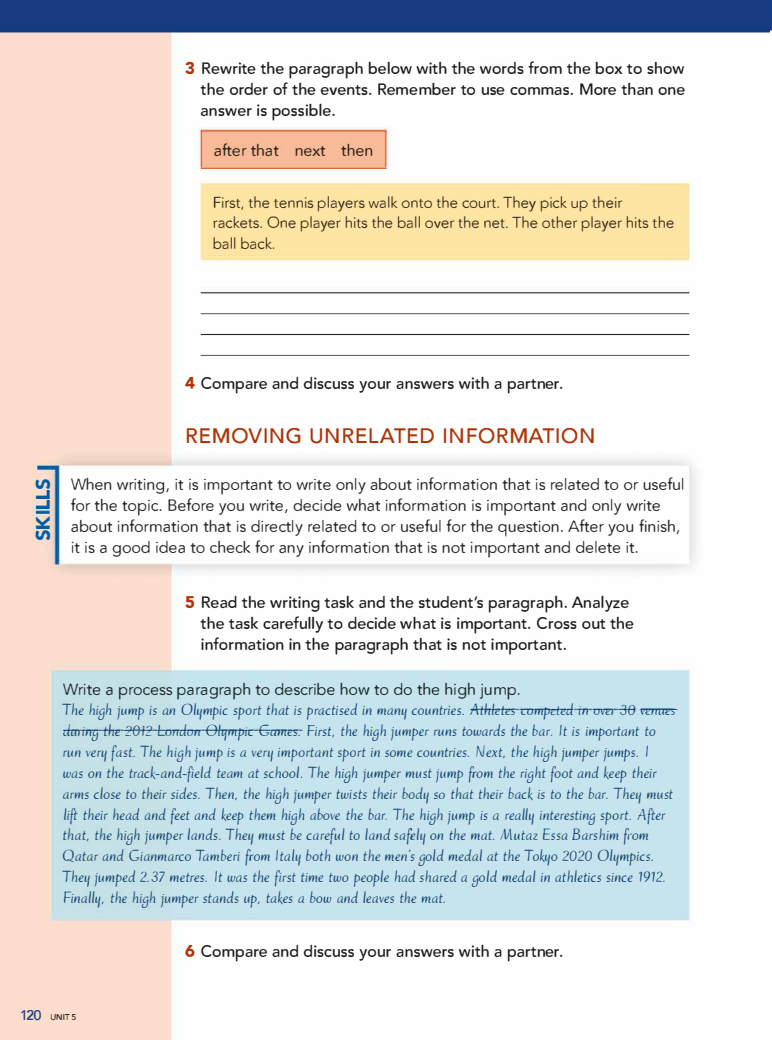 3 Rewrite the paragraph below with the words from the box to show
the order of the events. Remember to use commas. More than one
answer is possible.
after that next then
First, the tennis players walk onto the court. They pick up their
rackets. One player hits the ball over the net. The other player hits the
ball back.
4 Compare and discuss your answers with a partner.
REMOVING UNRELATED INFORMATION
SKILLS
When writing, it is important to write only about information that is related to or useful
for the topic. Before you write, decide what information is important and only write
about information that is directly related to or useful for the question. After you finish,
it is a good idea to check for any information that is not important and delete it.
5 Read the writing task and the student's paragraph. Analyze
the task carefully to decide what is important. Cross out the
information in the paragraph that is not important.
Write a process paragraph to describe how to do the high jump.
The high jump is an Olympic sport that is practised in many countries. Athletes competed in over 30 venues
during the 2012 London Olympic Games. First, the high jumper runs towards the bar. It is important to
run very fast. The high jump is a very important sport in some countries. Next, the high jumper jumps. I
was on the track-and-field team at school. The high jumper must jump from the right foot and keep their
arms close to their sides. Then, the high jumper twists their body so that their back is to the bar. They must
lift their head and feet and keep them high above the bar. The high jump is a really interesting sport. After
that, the high jumper lands. They must be careful to land safely on the mat. Mutaz Essa Barshim from
Qatar and Gianmarco Tamberi from Italy both won the men's gold medal at the Tokyo 2020 Olympics.
They jumped 2.37 metres. It was the first time two people had shared a gold medal in athletics since 1912.
Finally, the high jumper stands up, takes a bow and leaves the mat.
6 Compare and discuss your answers with a partner.
120 UNIT 5